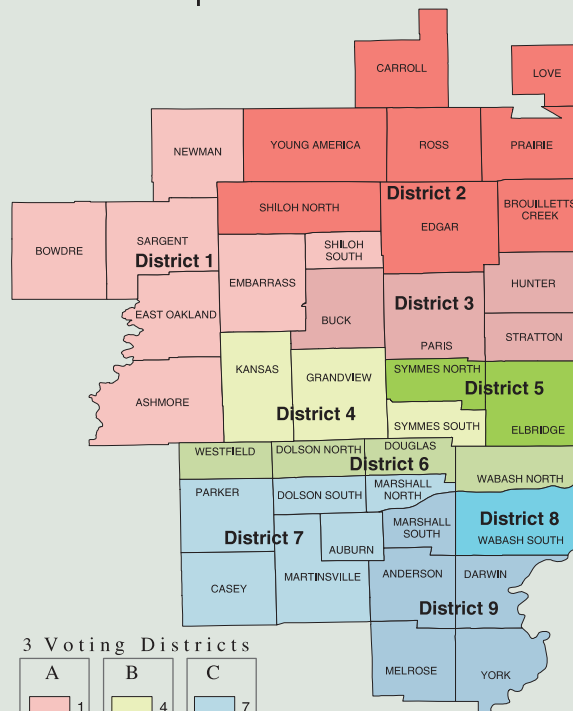 CARROLL
LOVE
NEWMAN
YOUNG AMERICA
ROSS
PRAIRIE
District 2
SHILOH NORTH
EDGAR
BROUILLETTS
CREEK
BOWDRE
SARGENT
District 1
SHILOH
SOUTH
EMBARRASS
HUNTER
EAST OAKLAND
District 3
BUCK
STRATTON
PARIS
KANSAS
GRANDVIEW
SYMMES NORTH
District 5
ASHMORE
District 4
SYMMES SOUTH
ELBRIDGE
WESTFIELD
DOLSON NORTH
DOUGLAS
District 6
WABASH NORTH
PARKER
DOLSON SOUTH
MARSHALL
NORTH
District 8
MARSHALL
SOUTH
WABASH SOUTH
District 7
AUBURN
CASEY
MARTINSVILLE
ANDERSON
DARWIN
District 9
MELROSE
YORK
3 Voting Districts
A B C
1 4 7